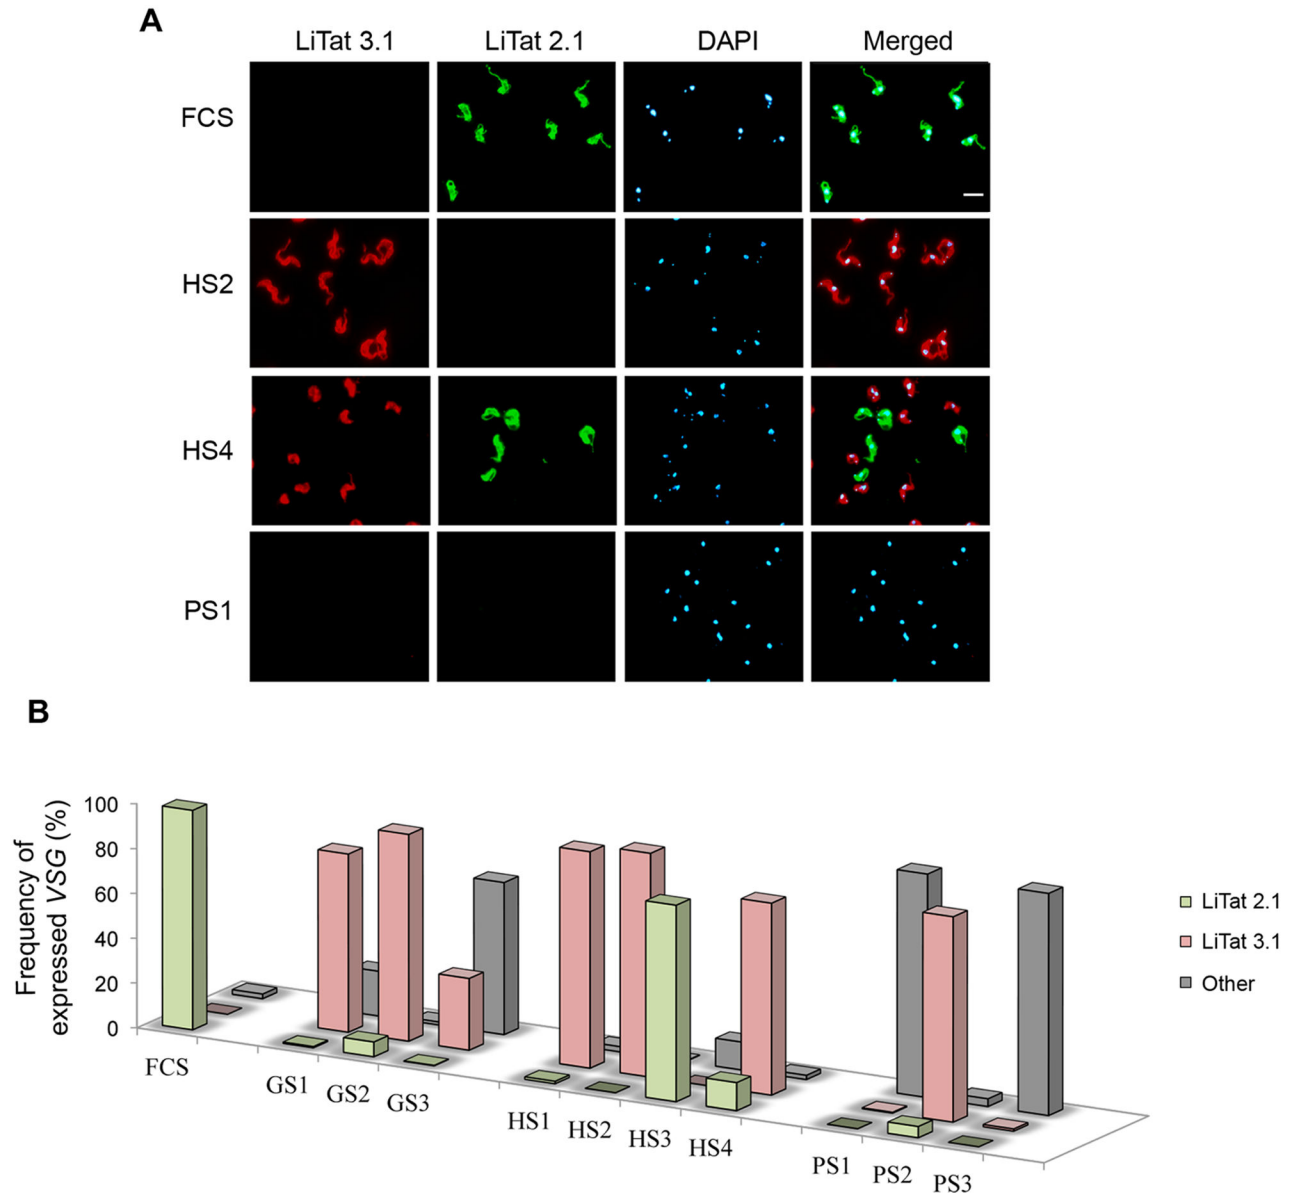 A
LiTat 3.1 LiTat 2.1 DAPI Merged
FCS
HS2
HS4
PS1
B
Frequency of
expressed VSG (%)
100
80
60
40
20
0
FCS GS1 GS2 GS3 HS1 HS2 HS3 HS4 PS1 PS2 PS3
LiTat 2.1
LiTat 3.1
Other